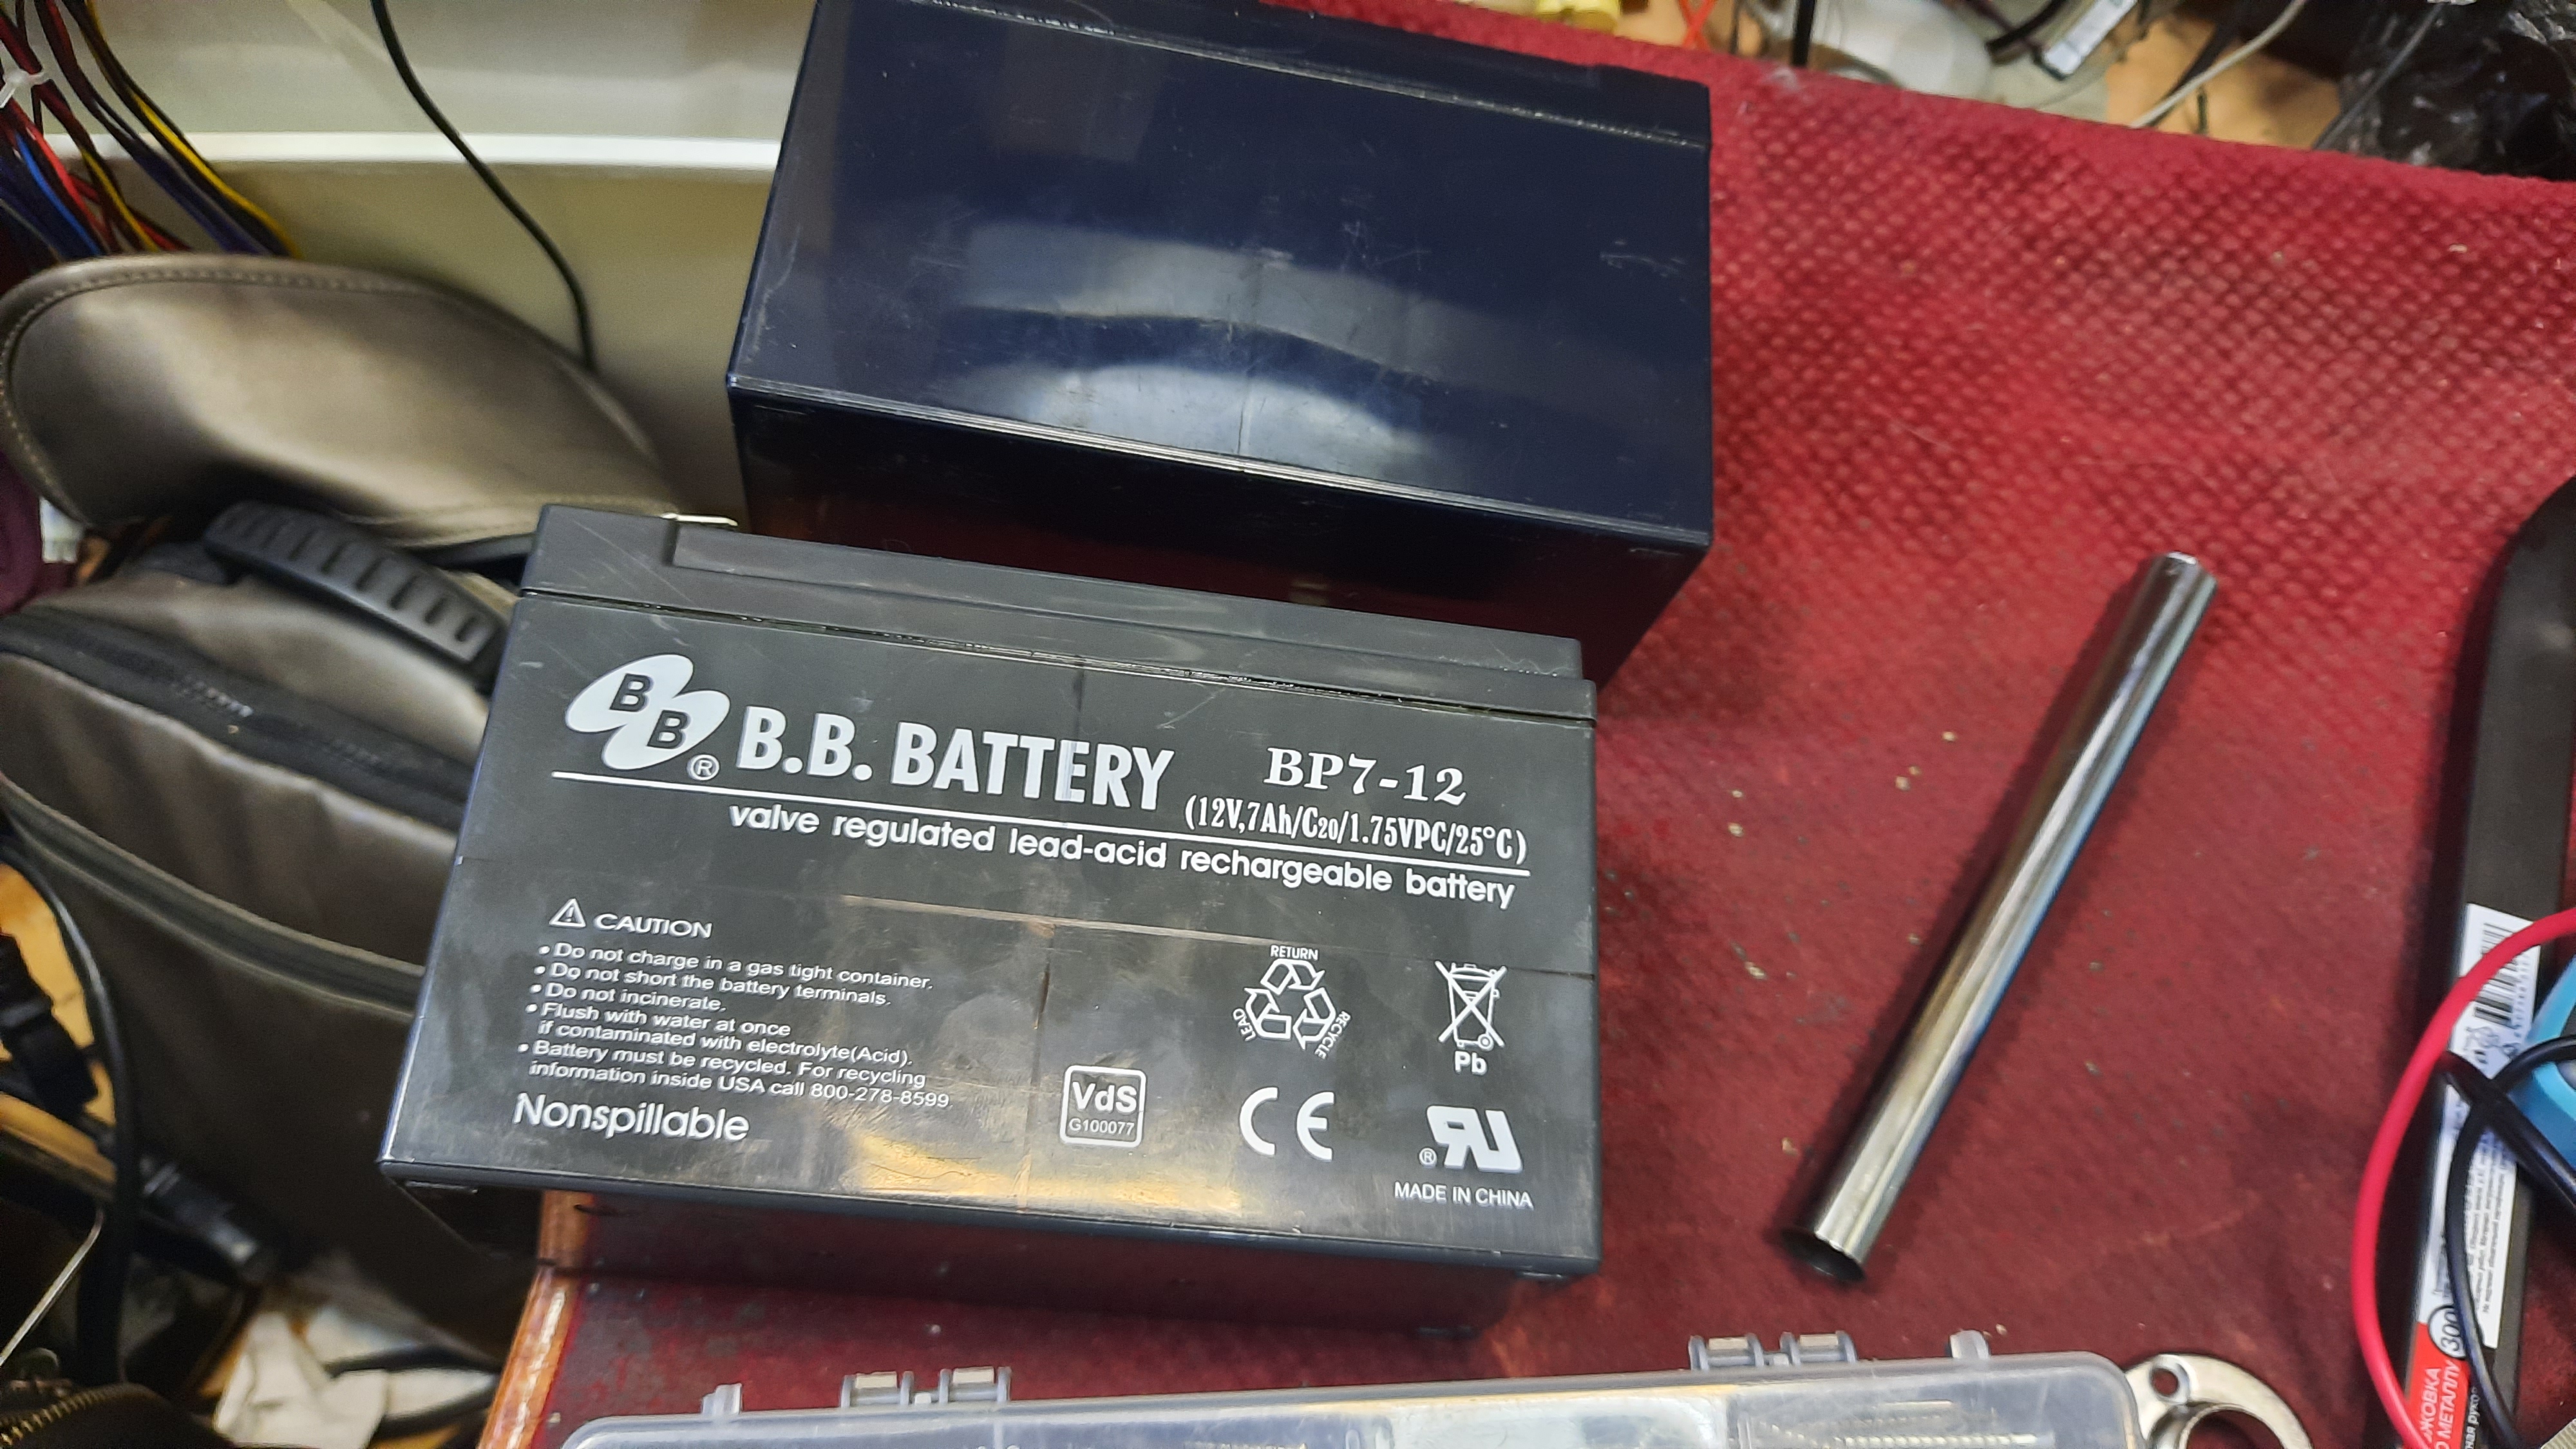 B
B
® B.B. BATTERY
BP7-12
(12V,7Ah/C20/1.75VPC/25°C)
valve regulated lead-acid rechargeable battery
CAUTION
• Do not charge in a gas tight container.
• Do not short the battery terminals.
• Do not incinerate.
• Flush with water at once
if contaminated with electrolyte(Acid).
• Battery must be recycled. For recycling
information inside USA call 800-278-8599.
Nonspillable
VdS
G100077
RETURN
LEAD
RECYCLE
Pb
CE
®
MADE IN CHINA
300
МЕТАЛЛУ